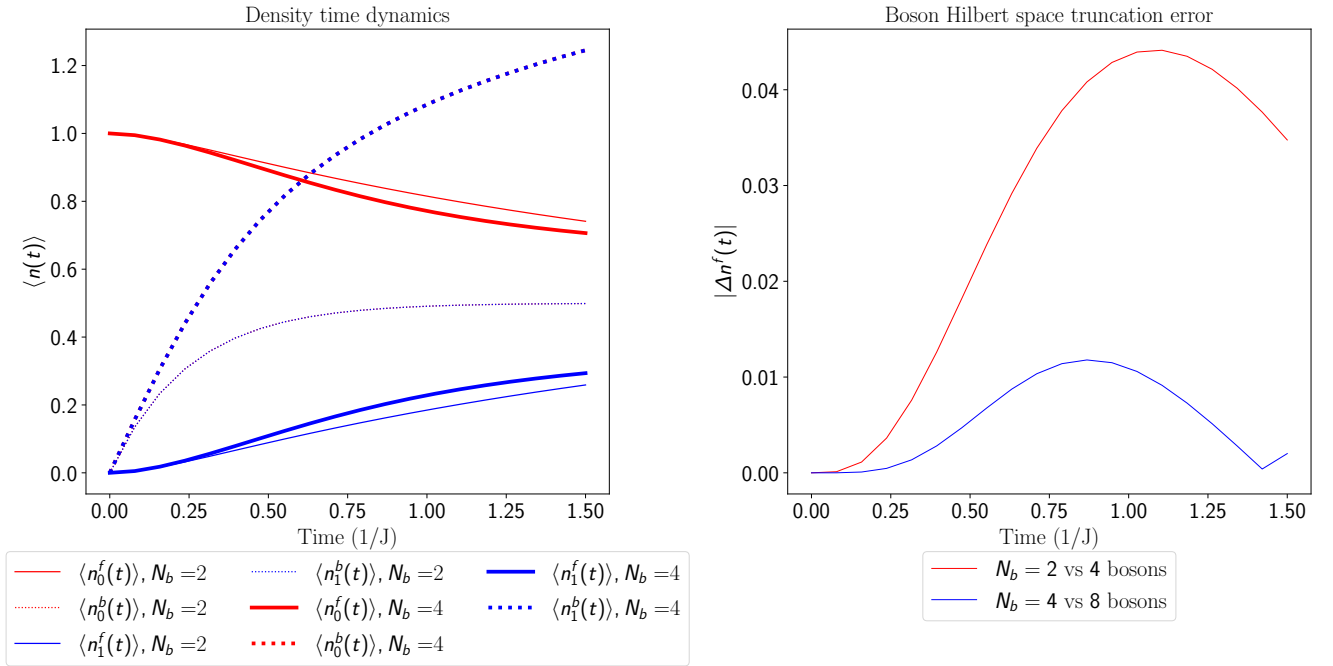 Density time dynamics
⟨n(t)⟩
1.2
1.0
0.8
0.6
0.4
0.2
0.0
0.00 0.25 0.50 0.75 1.00 1.25 1.50
Time (1/J)
⟨n_0^f(t)⟩, N_b =2
⟨n_0^b(t)⟩, N_b =2
⟨n_1^f(t)⟩, N_b =2
⟨n_1^b(t)⟩, N_b =2
⟨n_0^f(t)⟩, N_b =4
⟨n_0^b(t)⟩, N_b =4
⟨n_1^f(t)⟩, N_b =4
⟨n_1^b(t)⟩, N_b =4
Boson Hilbert space truncation error
|Δn^f(t)|
0.04
0.03
0.02
0.01
0.00
0.00 0.25 0.50 0.75 1.00 1.25 1.50
Time (1/J)
N_b = 2 vs 4 bosons
N_b = 4 vs 8 bosons